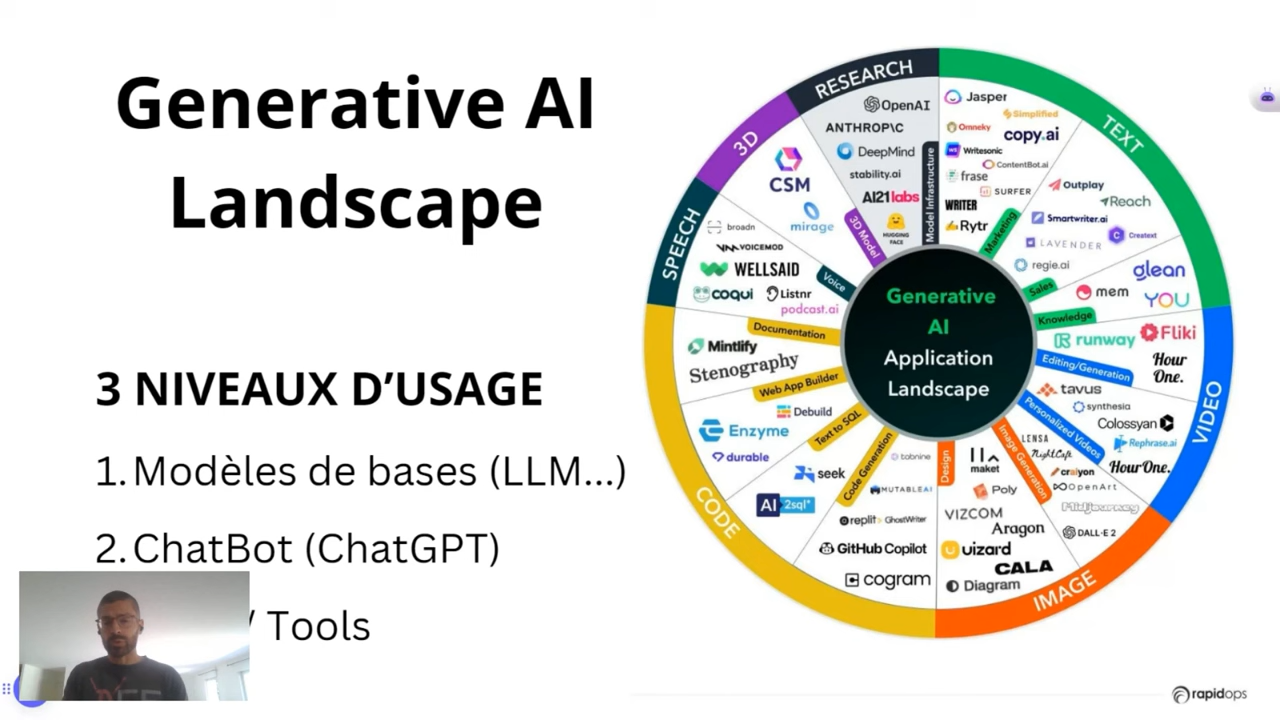 Generative AI
Landscape
3 NIVEAUX D’USAGE
1. Modèles de bases (LLM...)
2. ChatBot (ChatGPT)
/ Tools
RESEARCH
OpenAI
ANTHROP\C
DeepMind
stability.ai
AI21 labs
HUGGING
FACE
Model Infrastructure
TEXT
Jasper
Simplified
Omneky
copy.ai
Writesonic
ContentBot.ai
frase
SURFER
WRITER
Rytr
Marketing
Outplay
Reach
Smartwriter.ai
Creatext
LAVENDER
regie.ai
Sales
glean
mem
YOU
Knowledge
VIDEO
runway
Fliki
Hour
One.
Editing/Generation
tavus
synthesia
Colossyan
Rephrase.ai
HourOne.
Personalized Videos
IMAGE
LENSA
NightCafe
craiyon
OpenArt
Midjourney
DALL·E 2
Image Generation
maket
Poly
VIZCOM
Aragon
uizard
CALA
Diagram
Design
CODE
tabnine
MUTABLEAI
replit GhostWriter
GitHub Copilot
cogram
Code Generation
seek
AI 2sql
Text to SQL
Debuild
Enzyme
durable
Web App Builder
Mintlify
Stenography
Documentation
SPEECH
broadn
VOICEMOD
WELLSAID
coqui
Listnr
podcast.ai
Voice
3D
CSM
mirage
3D Model
Generative
AI
Application
Landscape
rapidops